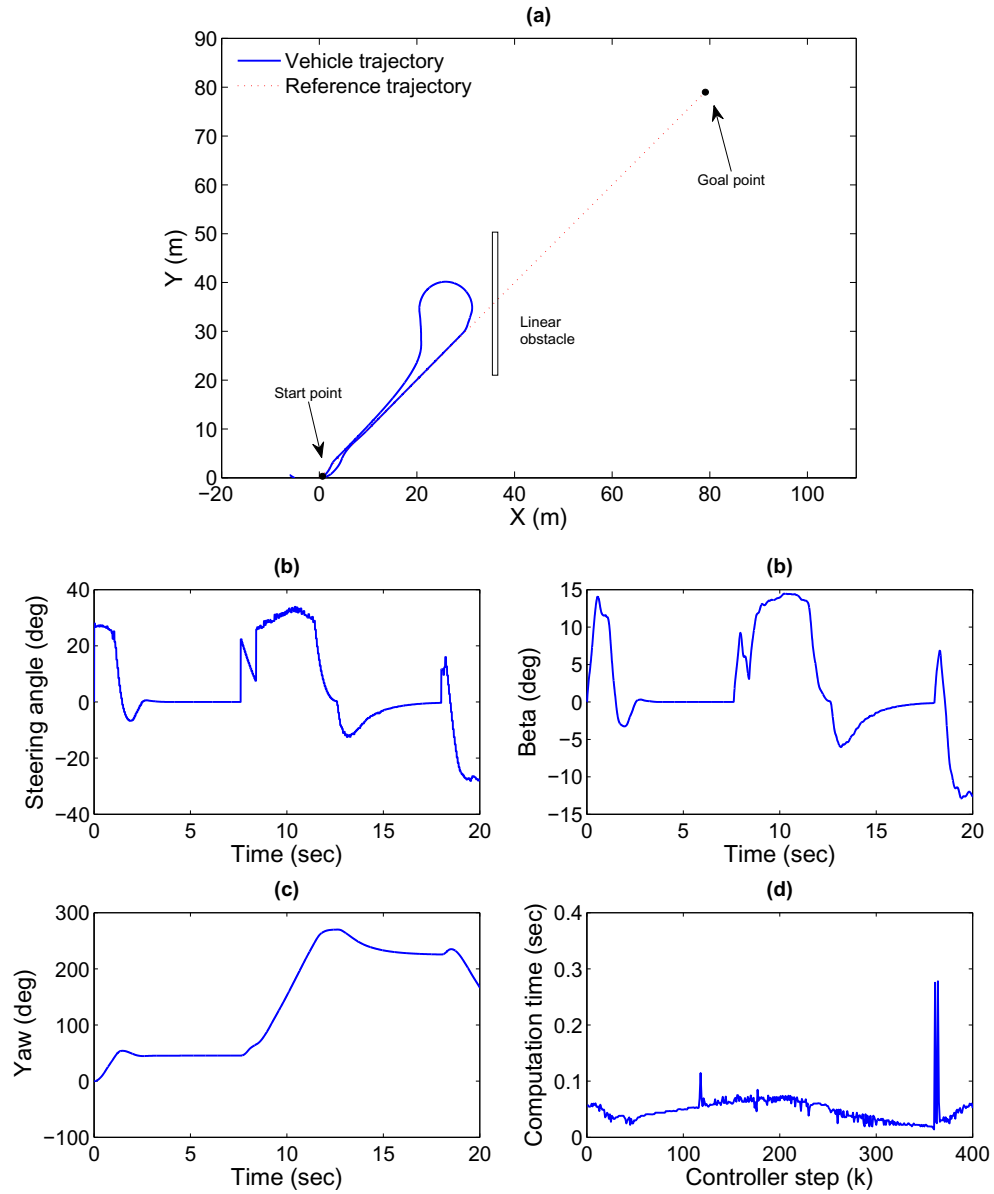 (a)
90
80
70
60
50
40
30
20
10
0
Y (m)
Vehicle trajectory
Reference trajectory
Goal point
Linear
obstacle
Start point
−20
0
20
40
60
80
100
X (m)
(b)
40
20
0
−20
−40
Steering angle (deg)
0
5
10
15
20
Time (sec)
(b)
15
10
5
0
−5
−10
−15
Beta (deg)
0
5
10
15
20
Time (sec)
(c)
300
200
100
0
−100
Yaw (deg)
0
5
10
15
20
Time (sec)
(d)
0.4
0.3
0.2
0.1
0
Computation time (sec)
0
100
200
300
400
Controller step (k)